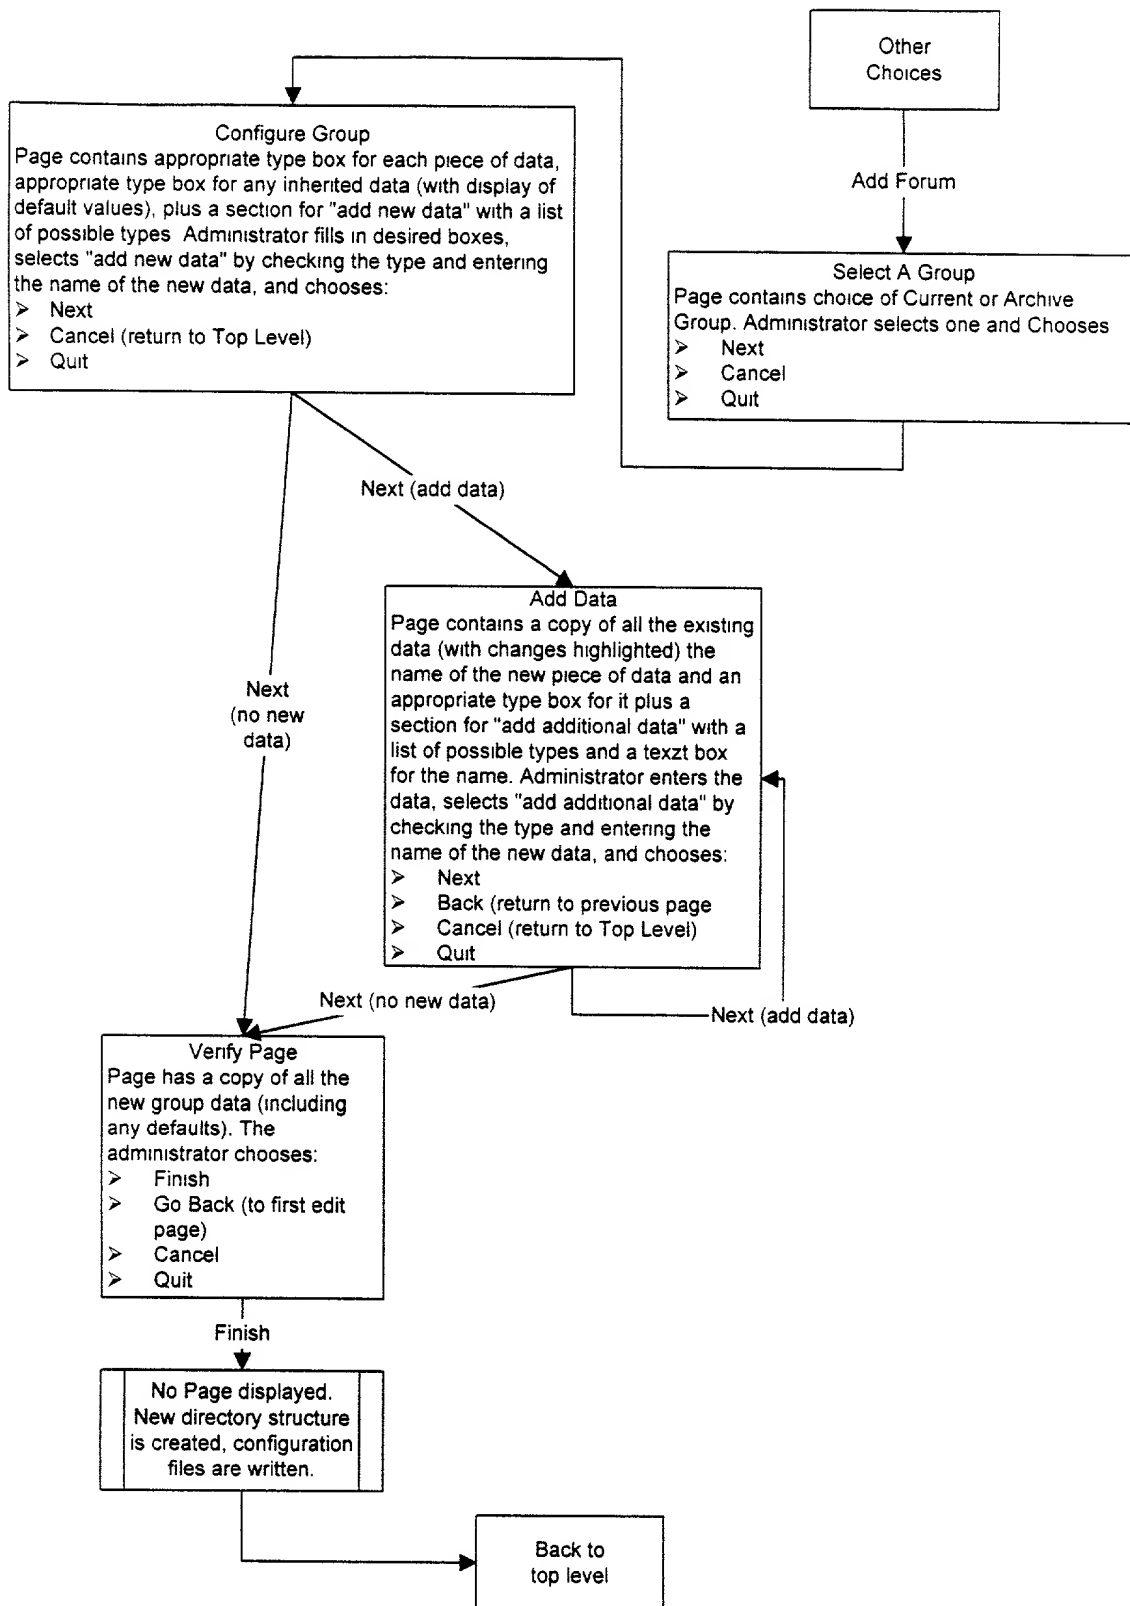 Other
Choices
Add Forum
Select A Group
Page contains choice of Current or Archive
Group. Administrator selects one and Chooses
➢ Next
➢ Cancel
➢ Quit
Configure Group
Page contains appropriate type box for each piece of data,
appropriate type box for any inherited data (with display of
default values), plus a section for "add new data" with a list
of possible types Administrator fills in desired boxes,
selects "add new data" by checking the type and entering
the name of the new data, and chooses:
➢ Next
➢ Cancel (return to Top Level)
➢ Quit
Next (add data)
Next
(no new
data)
Add Data
Page contains a copy of all the existing
data (with changes highlighted) the
name of the new piece of data and an
appropriate type box for it plus a
section for "add additional data" with a
list of possible types and a texzt box
for the name. Administrator enters the
data, selects "add additional data" by
checking the type and entering the
name of the new data, and chooses:
➢ Next
➢ Back (return to previous page
➢ Cancel (return to Top Level)
➢ Quit
Next (no new data)
Next (add data)
Verify Page
Page has a copy of all the
new group data (including
any defaults). The
administrator chooses:
➢ Finish
➢ Go Back (to first edit
page)
➢ Cancel
➢ Quit
Finish
No Page displayed.
New directory structure
is created, configuration
files are written.
Back to
top level